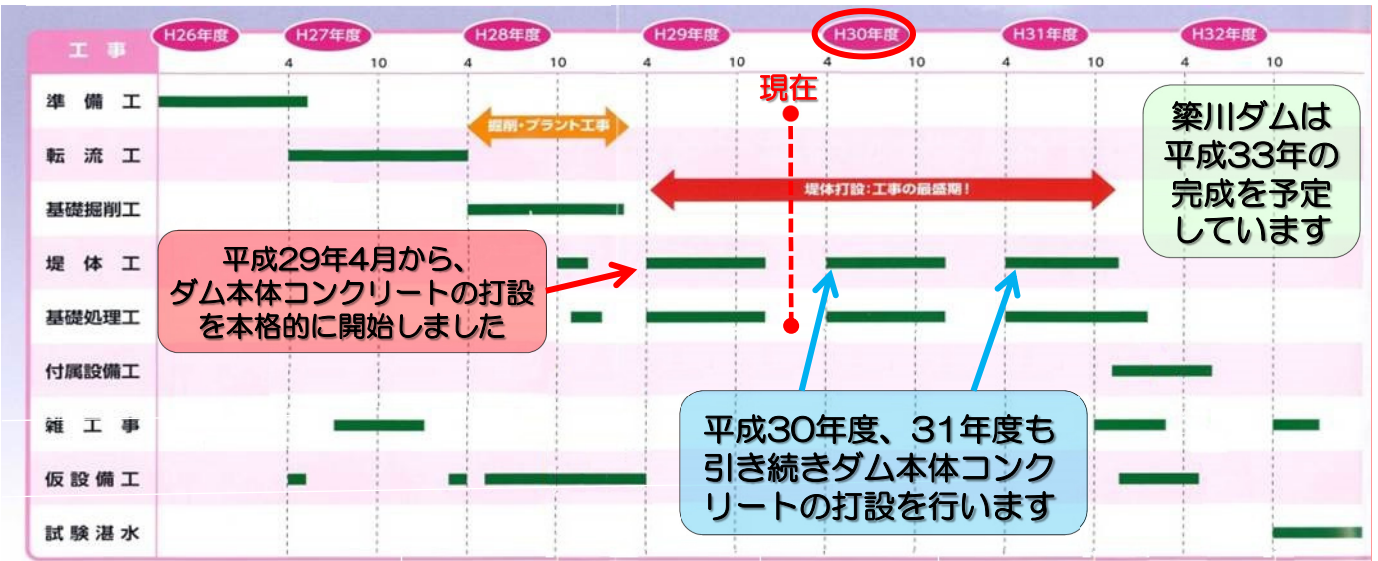 工事
H26年度 H27年度 H28年度 H29年度 H30年度 H31年度 H32年度
4 10 4 10 4 10 4 10 4 10 4 10
現在
準備工
掘削・プラント工事
転流工
堤体打設：工事の最盛期！
基礎掘削工
堤体工
基礎処理工
付属設備工
雑工事
仮設備工
試験湛水
簗川ダムは
平成33年の
完成を予定
しています
平成29年4月から、
ダム本体コンクリートの打設
を本格的に開始しました
平成30年度、31年度も
引き続きダム本体コンク
リートの打設を行います